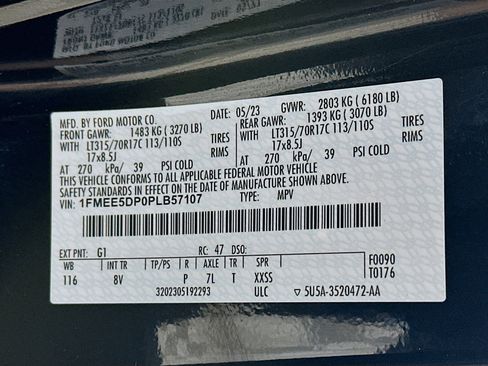 MFD. BY FORD MOTOR CO.
DATE: 05/23 GVWR: 2803 KG ( 6180 LB)
FRONT GAWR: 1483 KG ( 3270 LB) REAR GAWR: 1393 KG ( 3070 LB)
WITH LT315/70R17C 113/110S TIRES WITH LT315/70R17C 113/110S TIRES
17x8.5J RIMS 17x8.5J RIMS
AT 270 kPa/ 39 PSI COLD AT 270 kPa/ 39 PSI COLD
THIS VEHICLE CONFORMS TO ALL APPLICABLE FEDERAL MOTOR VEHICLE
SAFETY STANDARDS IN EFFECT ON THE DATE OF MANUFACTURE SHOWN ABOVE.
VIN: 1FMEE5DP0PLB57107 TYPE: MPV
EXT PNT: G1 RC: 47 DSO: F0090
WB INT TR TP/PS R AXLE TR SPR T0176
116 8V P 7L T XXSS
3202305192293 ULC ▽ 5U5A-3520472-AA